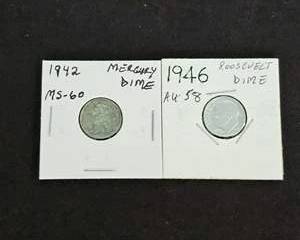 1942 MERCURY
DIME
MS-60
1946 ROOSEVELT
DIME
AU 58